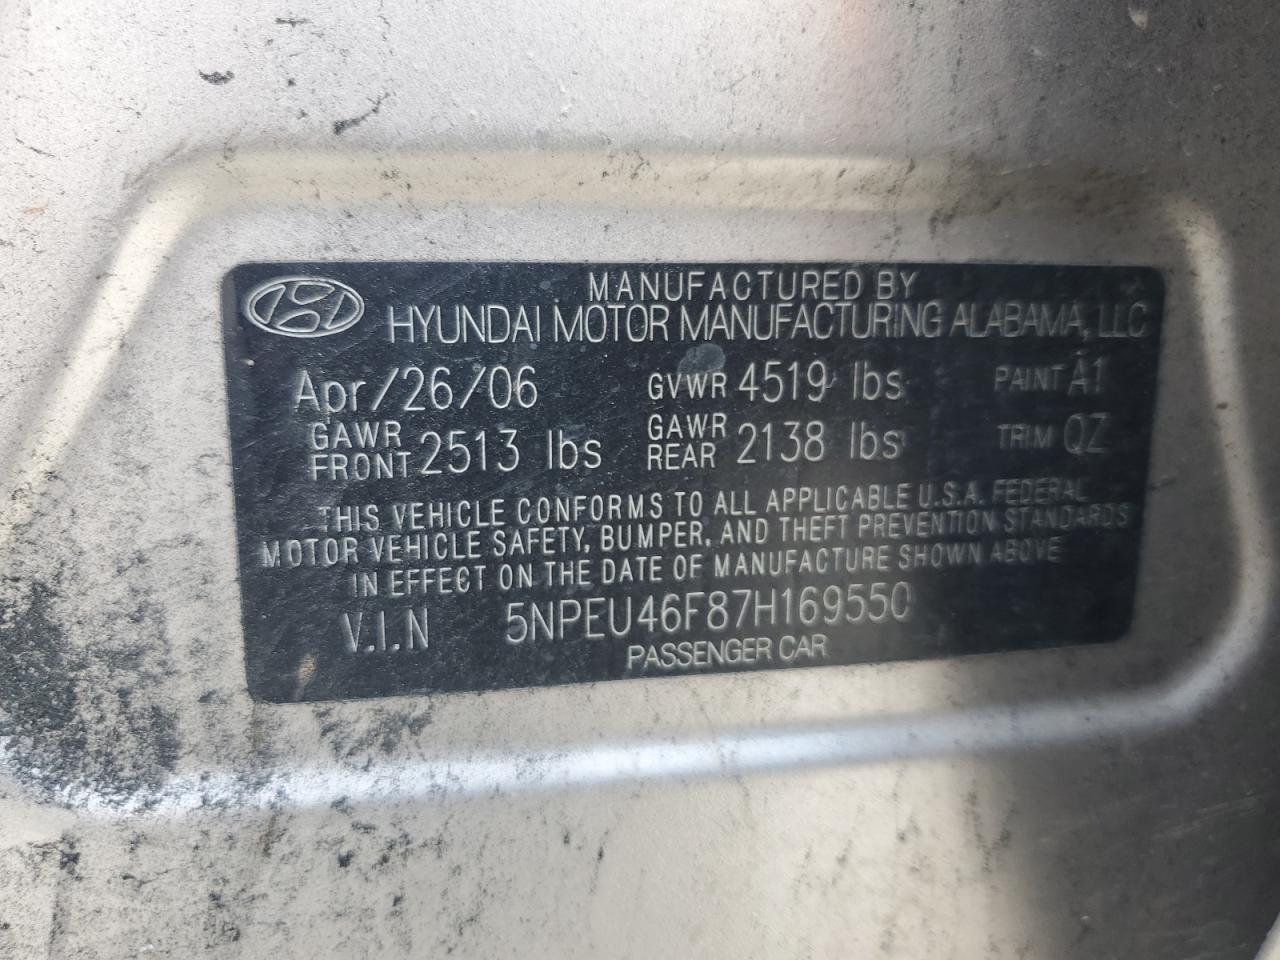 MANUFACTURED BY
HYUNDAI MOTOR MANUFACTURING ALABAMA, LLC
Apr/26/06 GVWR 4519 lbs PAINT A1
GAWR FRONT 2513 lbs GAWR REAR 2138 lbs TRIM QZ
THIS VEHICLE CONFORMS TO ALL APPLICABLE U.S.A. FEDERAL
MOTOR VEHICLE SAFETY, BUMPER, AND THEFT PREVENTION STANDARDS
IN EFFECT ON THE DATE OF MANUFACTURE SHOWN ABOVE
V.I.N 5NPEU46F87H169550
PASSENGER CAR